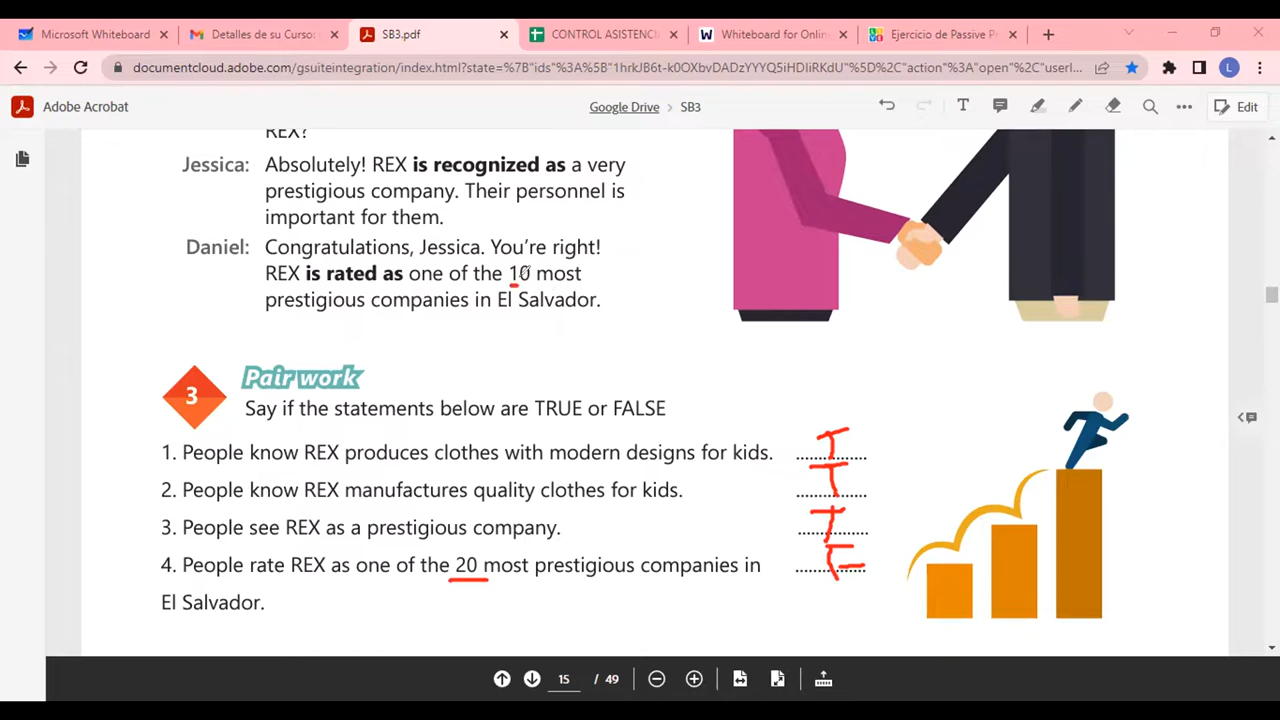 Microsoft Whiteboard
Detalles de su Curso:
SB3.pdf
CONTROL ASISTENCI
Whiteboard for Online
Ejercicio de Passive P
documentcloud.adobe.com/gsuiteintegration/index.html?state=%7B"ids"%3A%5B"1hrkJB6t-k0OXbvDADzYYYQ5iHDIiRKdU"%5D%2C"action"%3A"open"%2C"userI...
L
Adobe Acrobat
Google Drive > SB3
Edit
REX?
Jessica: Absolutely! REX is recognized as a very
prestigious company. Their personnel is
important for them.
Daniel: Congratulations, Jessica. You're right!
REX is rated as one of the 10 most
prestigious companies in El Salvador.
3
Pair work
Say if the statements below are TRUE or FALSE
1. People know REX produces clothes with modern designs for kids. T
2. People know REX manufactures quality clothes for kids. T
3. People see REX as a prestigious company. T
4. People rate REX as one of the 20 most prestigious companies in F
El Salvador.
15 / 49